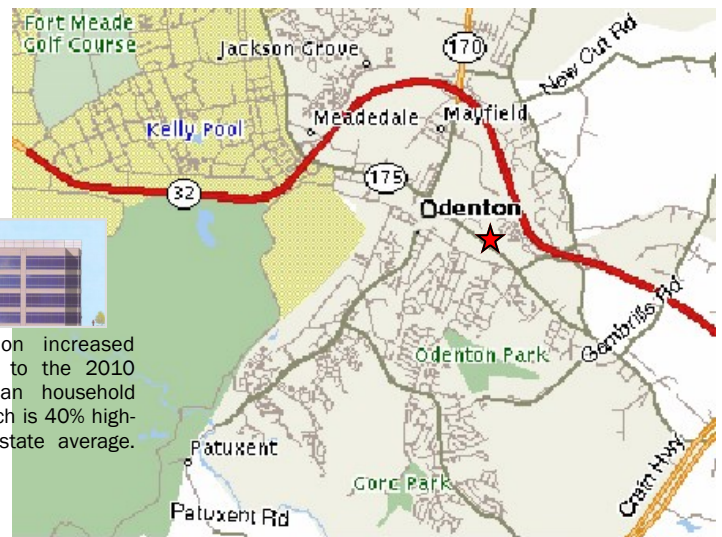 Fort Meade
Golf Course
Jackson Grove
170
New Cut Rd
Kelly Pool
Meadedale
Mayfield
175
32
Odenton
on increased
to the 2010
an household
ch is 40% high-
state average.
Gambrills Rd
Odenton Park
Patuxent
Gorc Park
Crain Hwy
Patuxent Rd